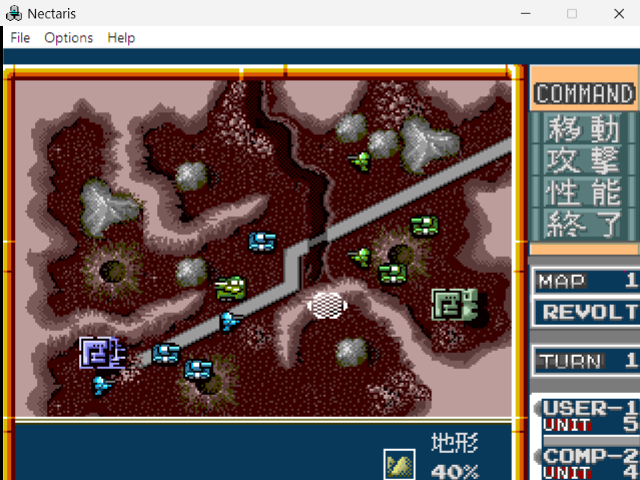 Nectaris
File Options Help
COMMAND
移動
攻撃
性能
終了
MAP 1
REVOLT
TURN 1
USER-1
UNIT 5
COMP-2
UNIT 4
地形
40%